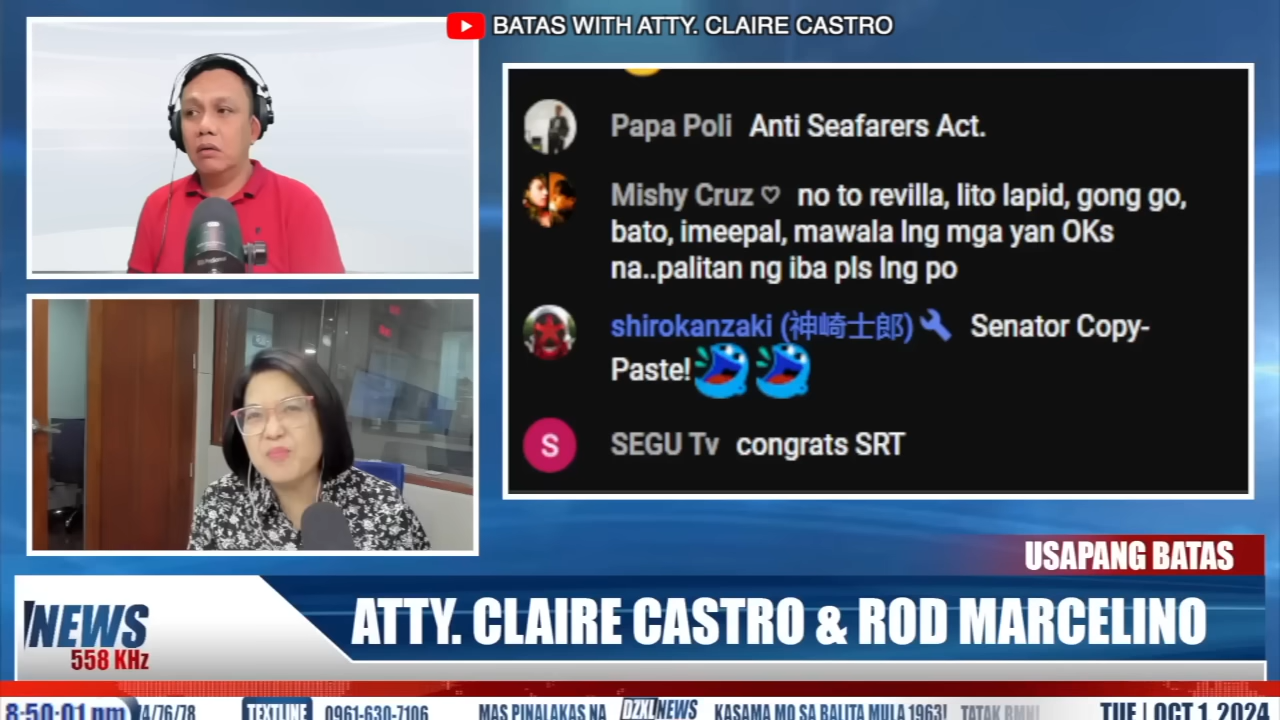 BATAS WITH ATTY. CLAIRE CASTRO
Papa Poli Anti Seafarers Act.
Mishy Cruz ♡ no to revilla, lito lapid, gong go,
bato, imeepal, mawala lng mga yan OKs
na..palitan ng iba pls lng po
shirokanzaki (神崎士郎) Senator Copy-
Paste!
S SEGU Tv congrats SRT
USAPANG BATAS
NEWS
558 KHz
ATTY. CLAIRE CASTRO & ROD MARCELINO
8:50:01 pm 4/76/78 TEXTLINE 0961-630-7106 MAS PINALAKAS NA DZXL NEWS KASAMA MO SA BALITA MULA 1963! TATAK RMN! TUE | OCT 1, 2024